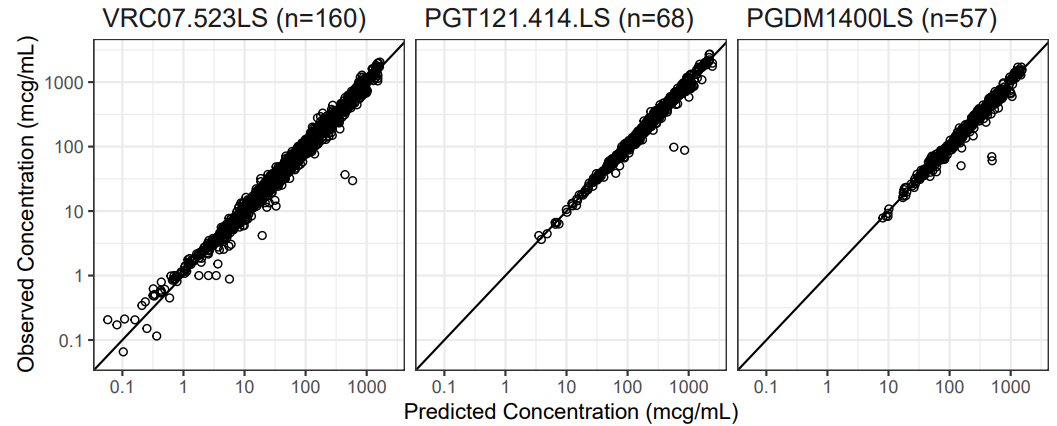 VRC07.523LS (n=160) PGT121.414.LS (n=68) PGDM1400LS (n=57)
Observed Concentration (mcg/mL)
1000
100
10
1
0.1
0.1 1 10 100 1000 0.1 1 10 100 1000 0.1 1 10 100 1000
Predicted Concentration (mcg/mL)